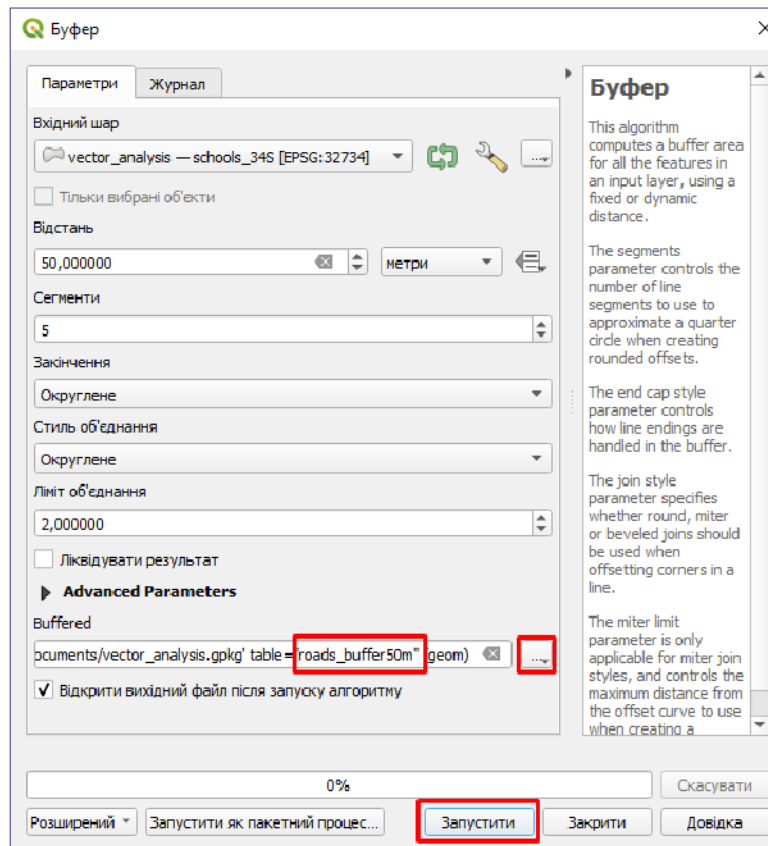 Буфер
Параметри
Журнал
Вхідний шар
vector_analysis — schools_34S [EPSG:32734]
...
Тільки вибрані об'єкти
Відстань
50,000000
метри
Сегменти
5
Закінчення
Округлене
Стиль об'єднання
Округлене
Ліміт об'єднання
2,000000
Ліквідувати результат
Advanced Parameters
Buffered
ocuments/vector_analysis.gpkg' table="roads_buffer50m" (geom)
...
Відкрити вихідний файл після запуску алгоритму
Буфер
This algorithm
computes a buffer area
for all the features in
an input layer, using a
fixed or dynamic
distance.
The segments
parameter controls the
number of line
segments to use to
approximate a quarter
circle when creating
rounded offsets.
The end cap style
parameter controls
how line endings are
handled in the buffer.
The join style
parameter specifies
whether round, miter
or beveled joins should
be used when
offsetting corners in a
line.
The miter limit
parameter is only
applicable for miter join
styles, and controls the
maximum distance from
the offset curve to use
when creating a
0%
Скасувати
Розширений
Запустити як пакетний процес...
Запустити
Закрити
Довідка